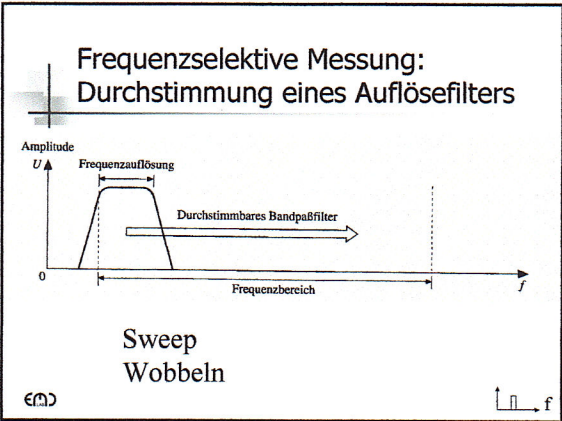 Frequenzselektive Messung:
Durchstimmung eines Auflösefilters
Amplitude
U
Frequenzauflösung
Durchstimmbares Bandpaßfilter
0
f
Frequenzbereich
Sweep
Wobbeln
f